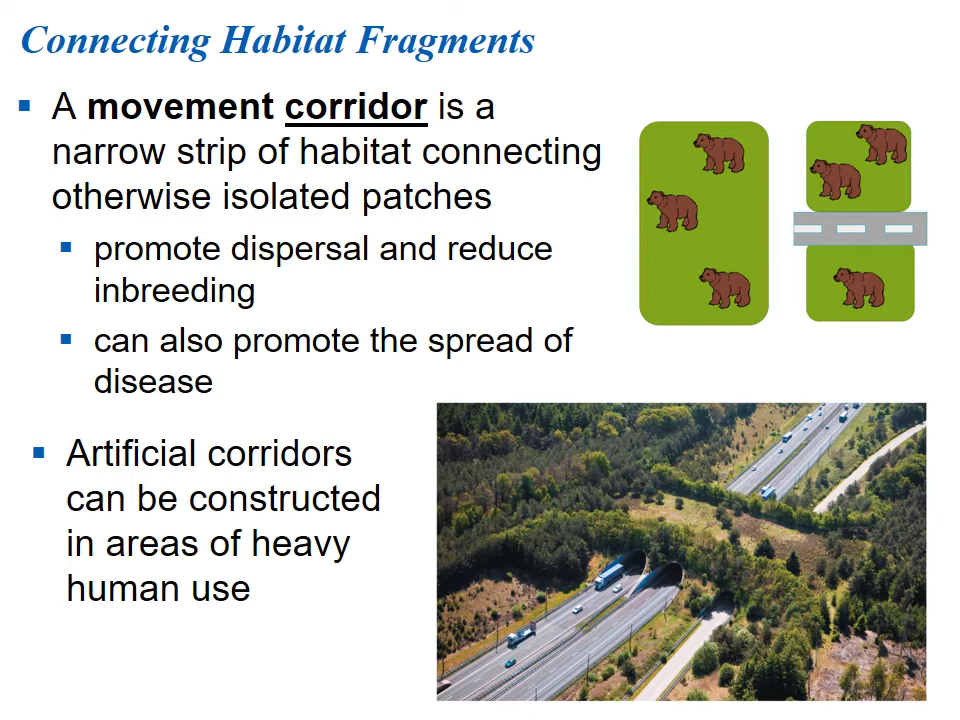 Connecting Habitat Fragments
A movement corridor is a
narrow strip of habitat connecting
otherwise isolated patches
promote dispersal and reduce
inbreeding
can also promote the spread of
disease
Artificial corridors
can be constructed
in areas of heavy
human use